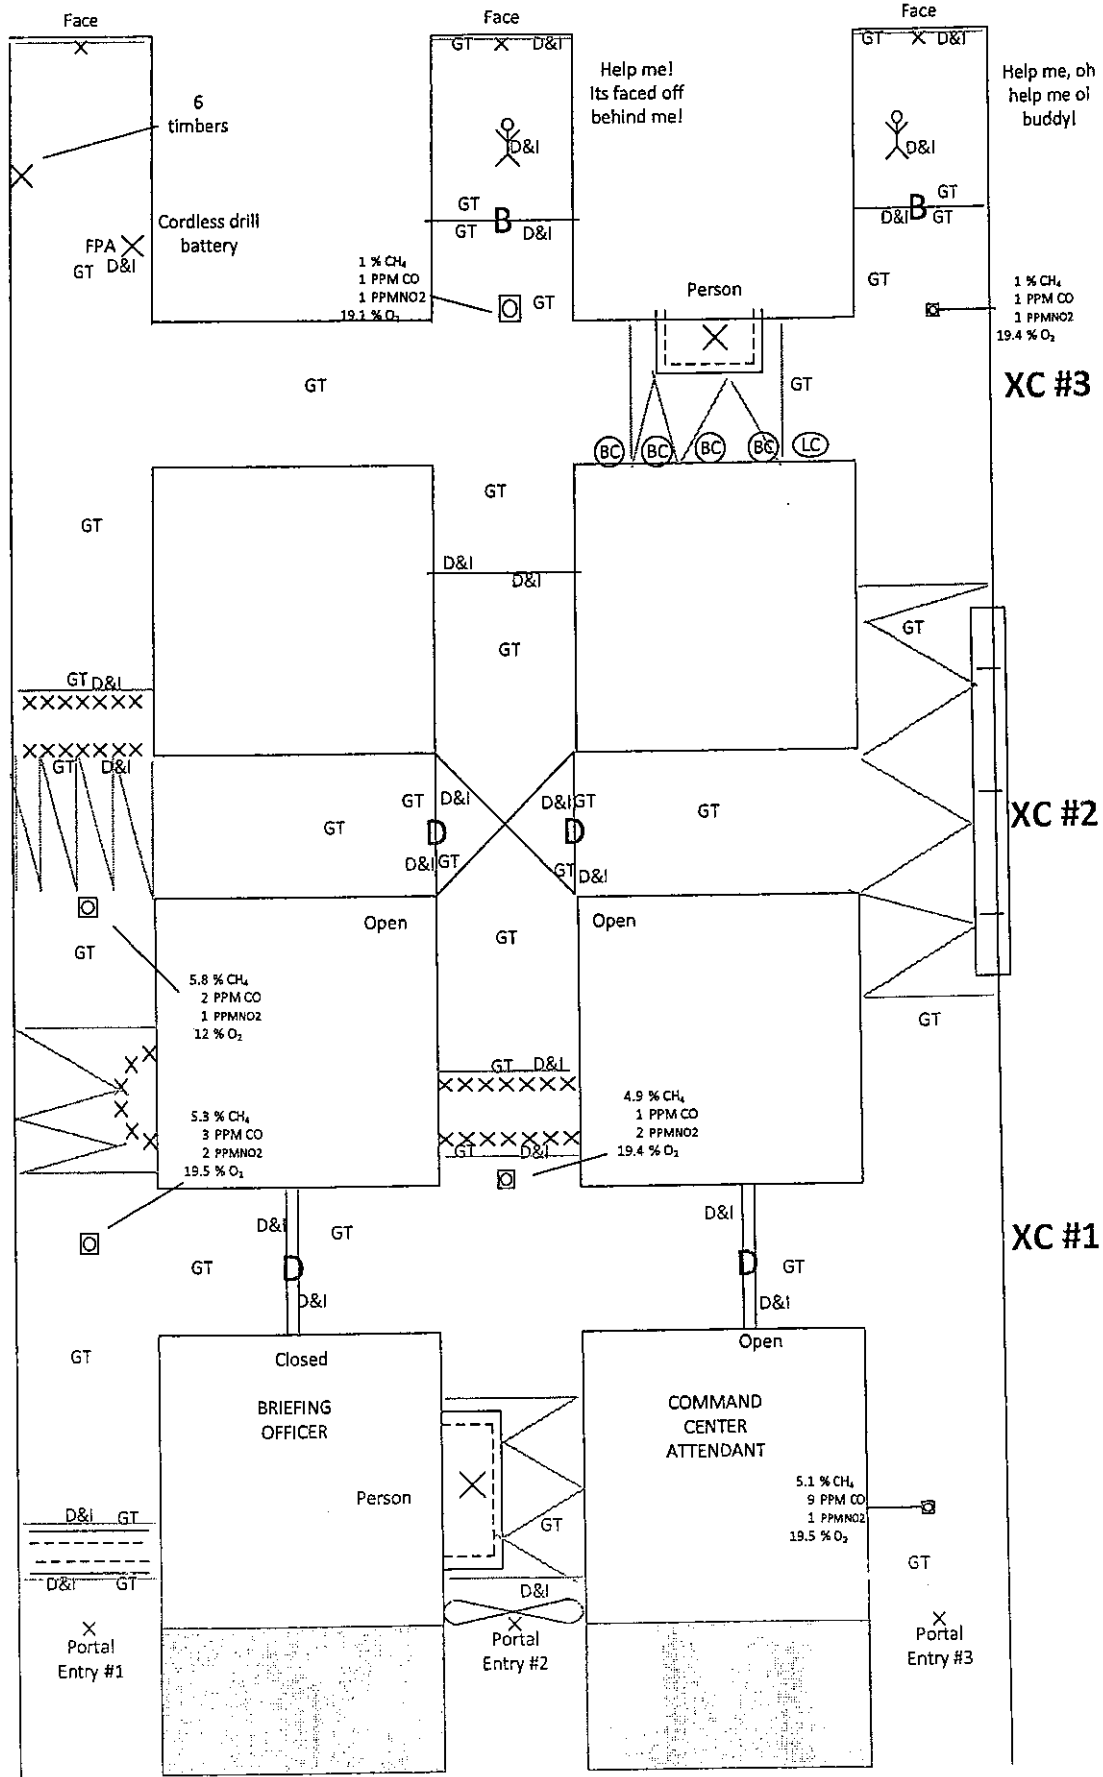 Face
Face
Face
GT
D&I
GT
D&I
6
timbers
Help me!
Its faced off
behind me!
Help me, oh
help me ol
buddy!
D&I
D&I
GT
B
GT
D&I
GT
B
D&I
GT
Cordless drill
battery
FPA
GT
D&I
1 % CH₄
1 PPM CO
1 PPMNO2
19.1 % O₂
GT
Person
GT
1 % CH₄
1 PPM CO
1 PPMNO2
19.4 % O₂
XC #3
GT
GT
BC
BC
BC
BC
LC
GT
GT
D&I
D&I
GT
GT
GT D&I
GT D&I
GT
GT
D&I
D&I
GT
D
D
GT
XC #2
D&I
GT
GT
D&I
Open
Open
GT
GT
5.8 % CH₄
2 PPM CO
1 PPMNO2
12 % O₂
GT
GT D&I
5.3 % CH₄
3 PPM CO
2 PPMNO2
19.5 % O₂
4.9 % CH₄
1 PPM CO
2 PPMNO2
19.4 % O₂
GT D&I
D&I
GT
D&I
XC #1
GT
D
D
GT
D&I
D&I
GT
Closed
Open
BRIEFING
OFFICER
COMMAND
CENTER
ATTENDANT
Person
5.1 % CH₄
9 PPM CO
1 PPMNO2
19.5 % O₂
D&I GT
GT
GT
D&I GT
D&I
Portal
Entry #1
Portal
Entry #2
Portal
Entry #3